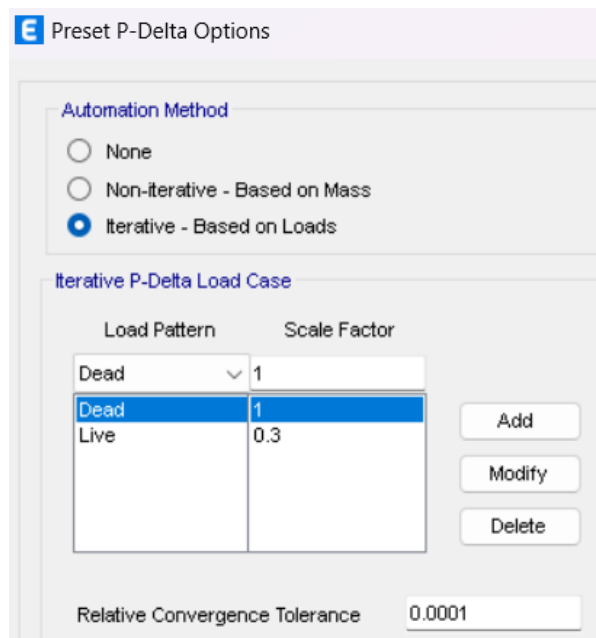 E Preset P-Delta Options
Automation Method
None
Non-iterative - Based on Mass
Iterative - Based on Loads
Iterative P-Delta Load Case
Load Pattern Scale Factor
Dead 1
Dead 1
Live 0.3
Add
Modify
Delete
Relative Convergence Tolerance 0.0001